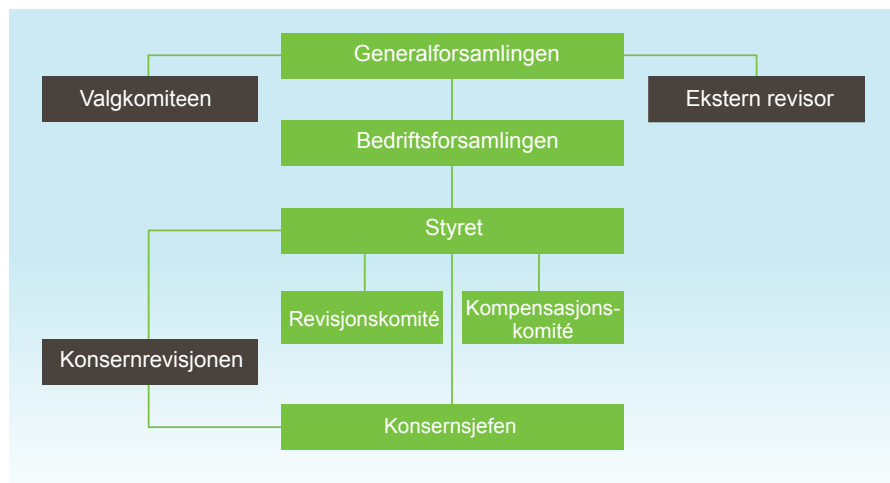 Generalforsamlingen
Valgkomiteen
Ekstern revisor
Bedriftsforsamlingen
Styret
Revisjonskomité
Kompensasjons-
komité
Konsernrevisjonen
Konsernsjefen